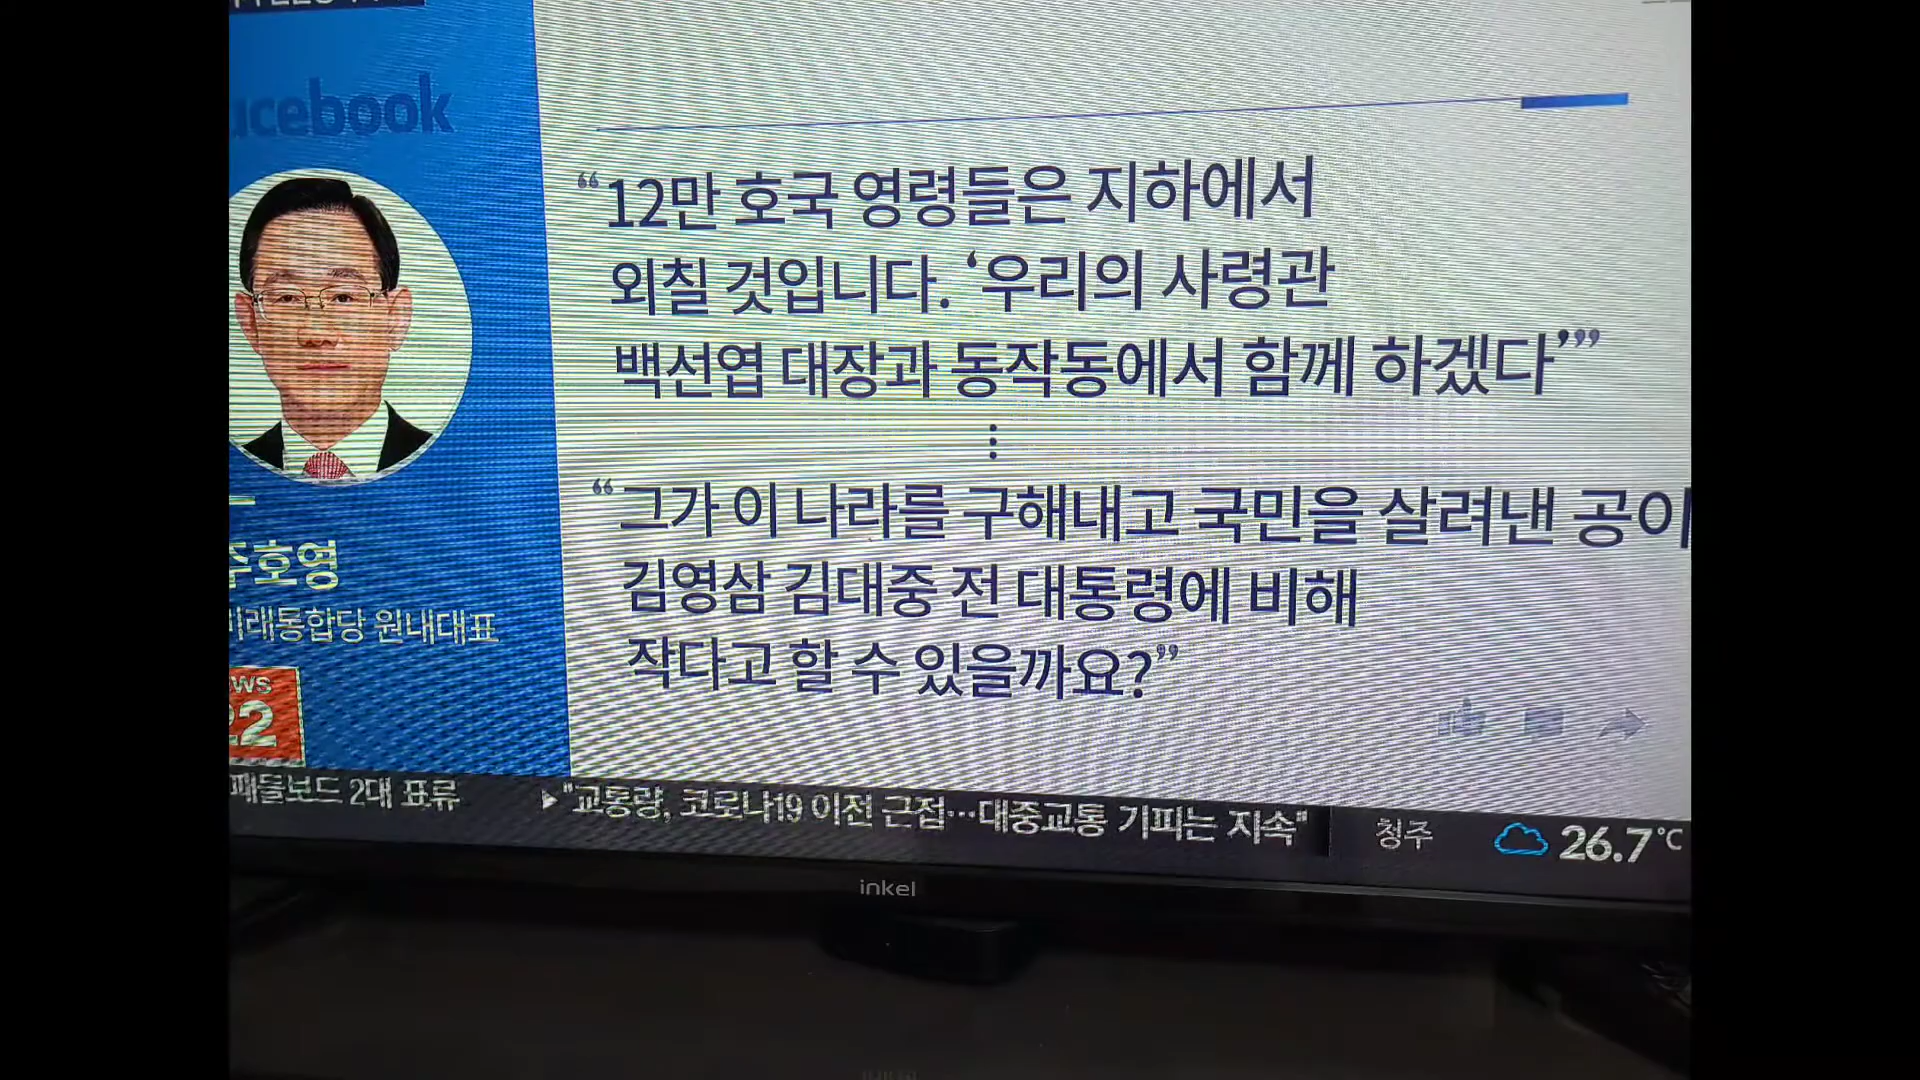 acebook
“12만 호국 영령들은 지하에서
외칠 것입니다. ‘우리의 사령관
백선엽 대장과 동작동에서 함께 하겠다’”
⋮
“그가 이 나라를 구해내고 국민을 살려낸 공이
김영삼 김대중 전 대통령에 비해
작다고 할 수 있을까요?”
주호영
미래통합당 원내대표
WS
22
패들보드 2대 표류
▶"교통량, 코로나19 이전 근접…대중교통 기피는 지속"
청주
26.7℃
inkel